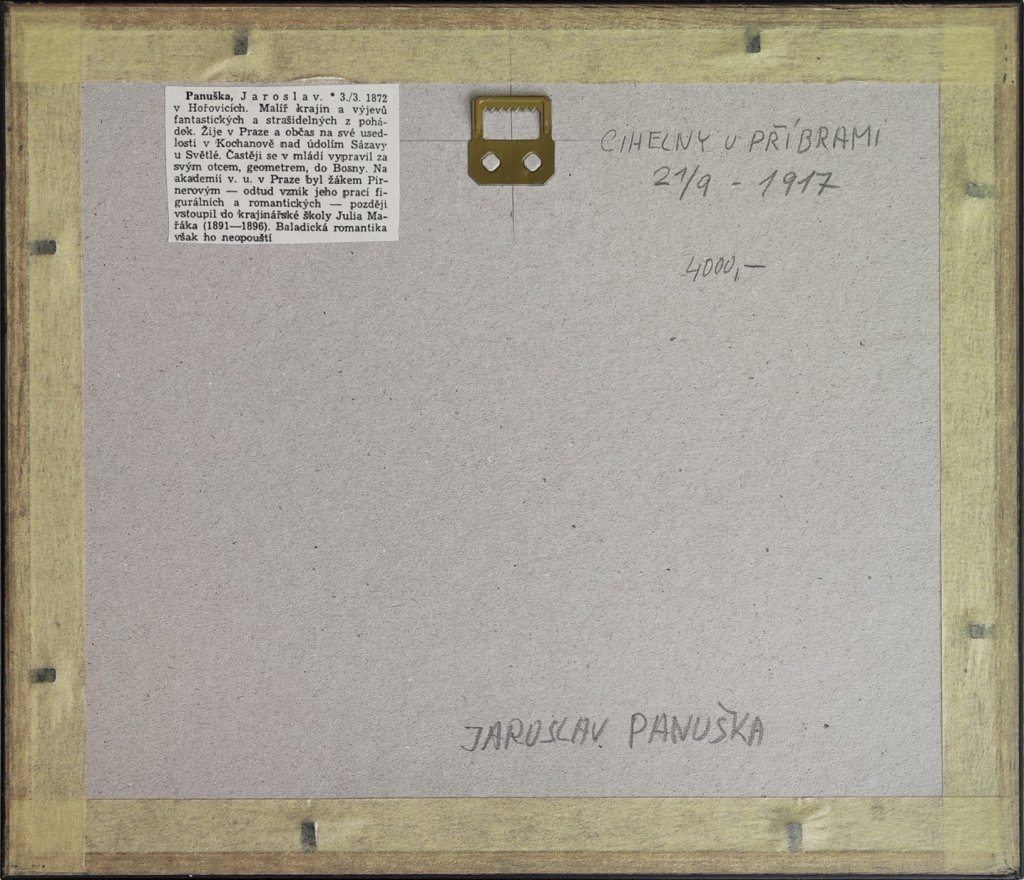 Panuška, Jaroslav. * 3./3. 1872
v Hořovicích. Malíř krajin a výjevů
fantastických a strašidelných z pohá-
dek. Žije v Praze a občas na své used-
losti v Kochanově nad údolím Sázavy
u Světlé. Častěji se v mládí vypravil za
svým otcem, geometrem, do Bosny. Na
akademii v. u. v Praze byl žákem Pir-
nerovým — odtud vznik jeho prací fi-
gurálních a romantických — později
vstoupil do krajinářské školy Julia Ma-
řáka (1891—1896). Baladická romantika
však ho neopouští
CIHELNY U PŘÍBRAMI
21/9 - 1917
4000,—
JAROSLAV PANUŠKA